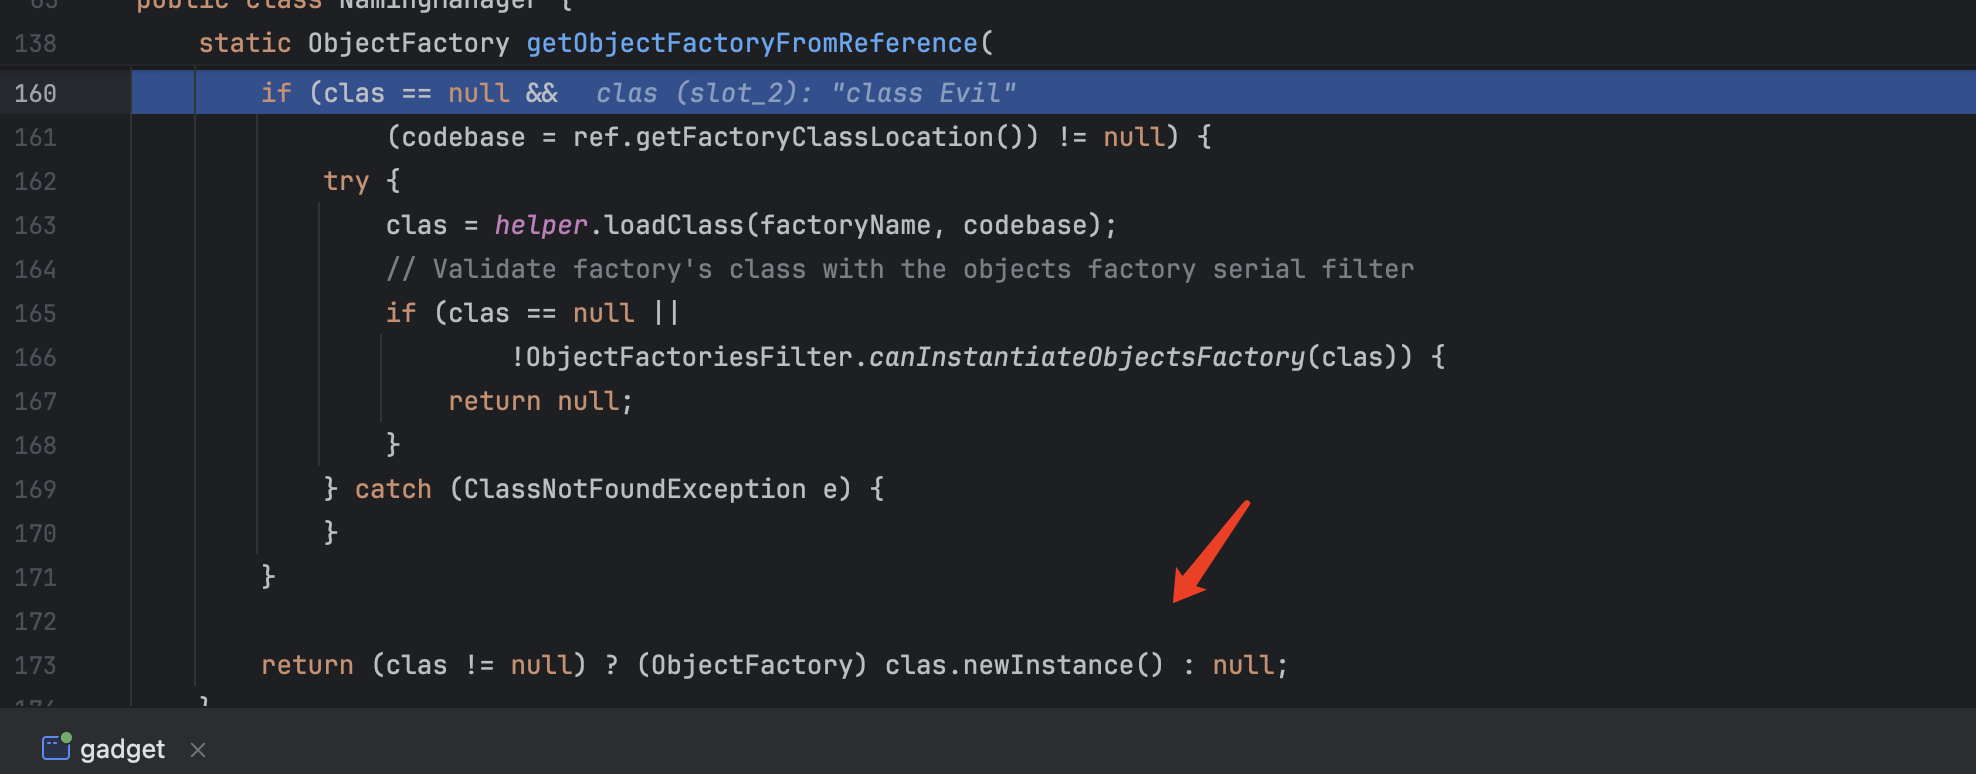 public class NamingManager {
138 static ObjectFactory getObjectFactoryFromReference(
160 if (clas == null && clas (slot_2): "class Evil"
161 (codebase = ref.getFactoryClassLocation()) != null) {
162 try {
163 clas = helper.loadClass(factoryName, codebase);
164 // Validate factory's class with the objects factory serial filter
165 if (clas == null ||
166 !ObjectFactoriesFilter.canInstantiateObjectsFactory(clas)) {
167 return null;
168 }
169 } catch (ClassNotFoundException e) {
170 }
171 }
172
173 return (clas != null) ? (ObjectFactory) clas.newInstance() : null;
174 }
gadget ×